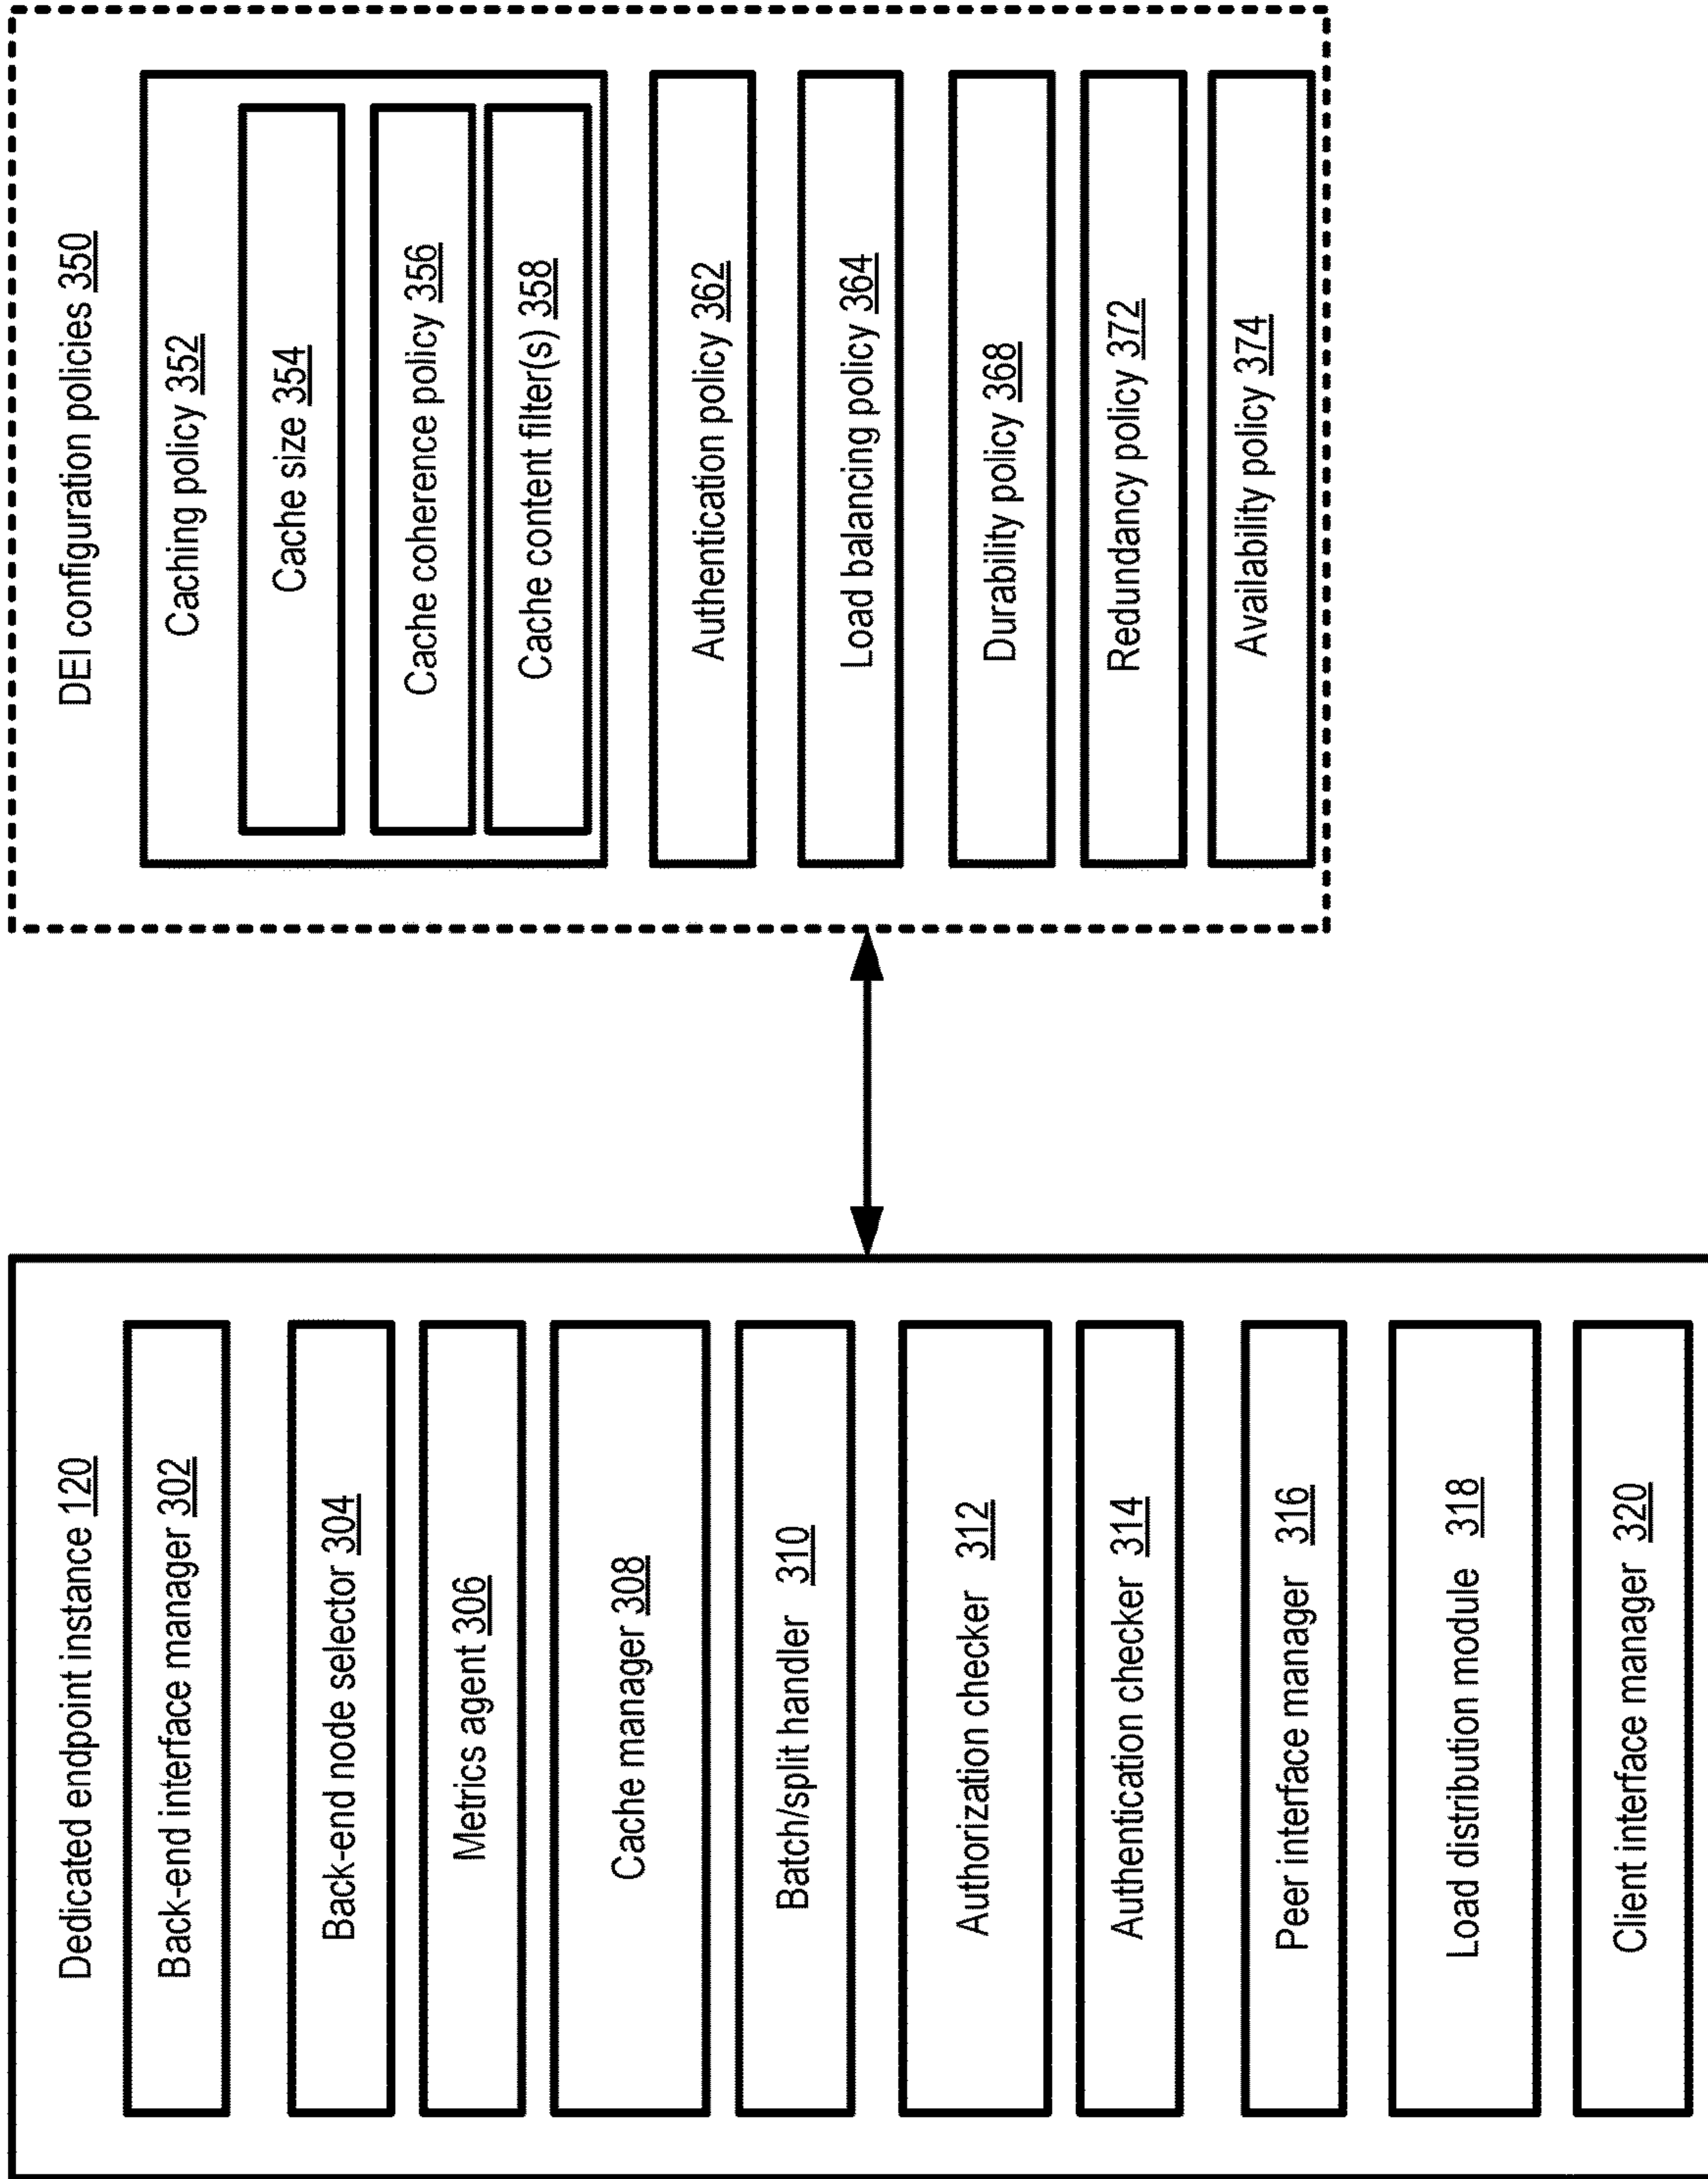 Dedicated endpoint instance 120
Back-end interface manager 302
Back-end node selector 304
Metrics agent 306
Cache manager 308
Batch/split handler 310
Authorization checker 312
Authentication checker 314
Peer interface manager 316
Load distribution module 318
Client interface manager 320
DEI configuration policies 350
Caching policy 352
Cache size 354
Cache coherence policy 356
Cache content filter(s) 358
Authentication policy 362
Load balancing policy 364
Durability policy 368
Redundancy policy 372
Availability policy 374